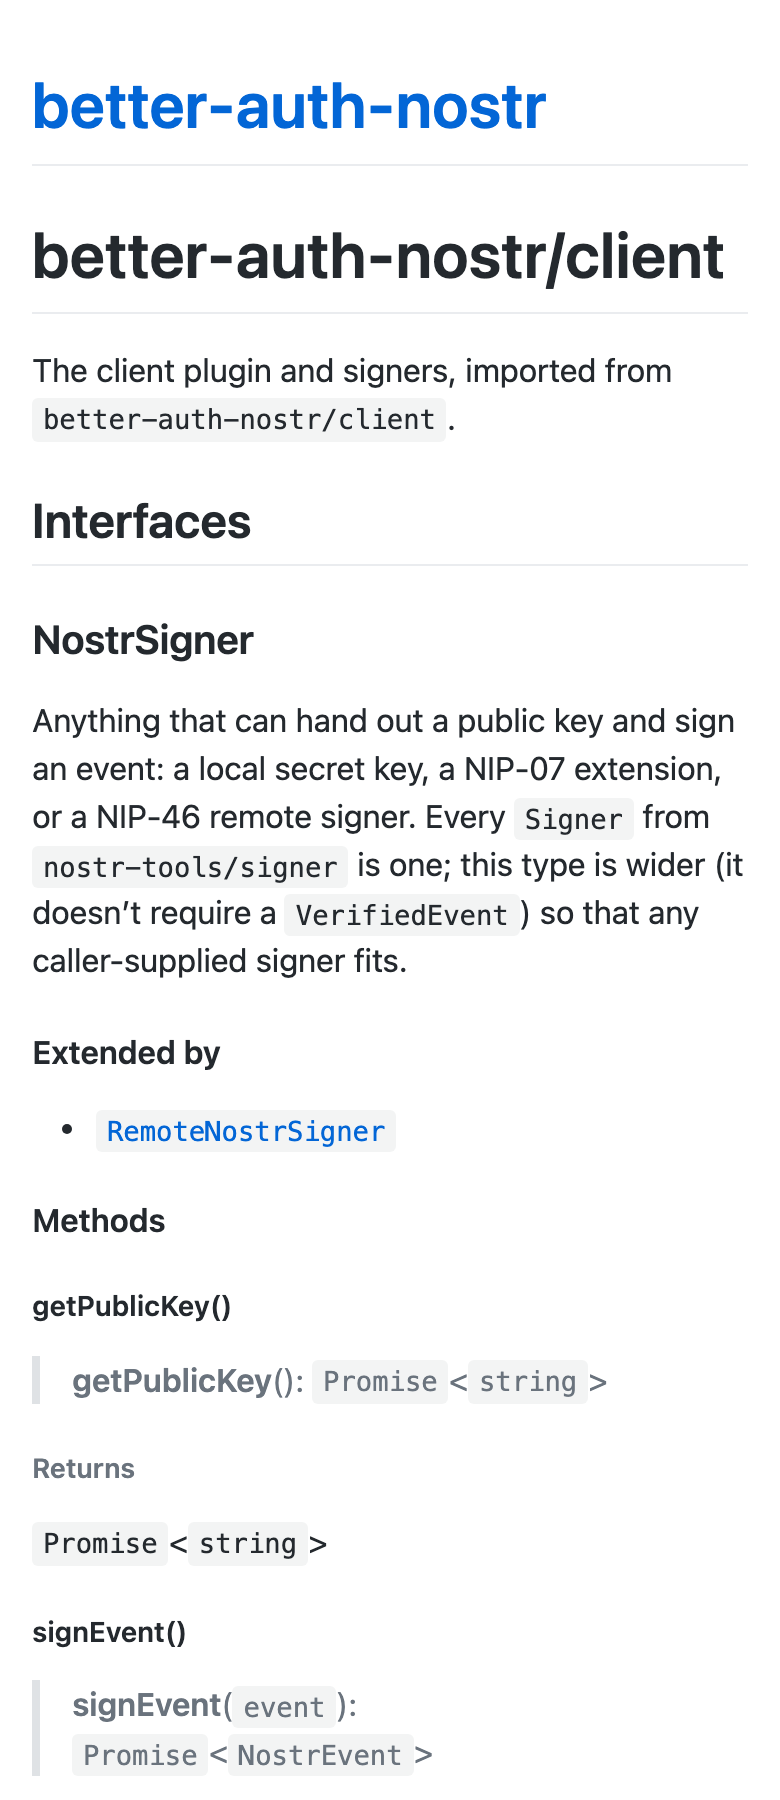 better-auth-nostr
better-auth-nostr/client
The client plugin and signers, imported from
better-auth-nostr/client.
Interfaces
NostrSigner
Anything that can hand out a public key and sign
an event: a local secret key, a NIP-07 extension,
or a NIP-46 remote signer. Every Signer from
nostr-tools/signer is one; this type is wider (it
doesn’t require a VerifiedEvent) so that any
caller-supplied signer fits.
Extended by
• RemoteNostrSigner
Methods
getPublicKey()
getPublicKey(): Promise<string>
Returns
Promise<string>
signEvent()
signEvent(event):
Promise<NostrEvent>